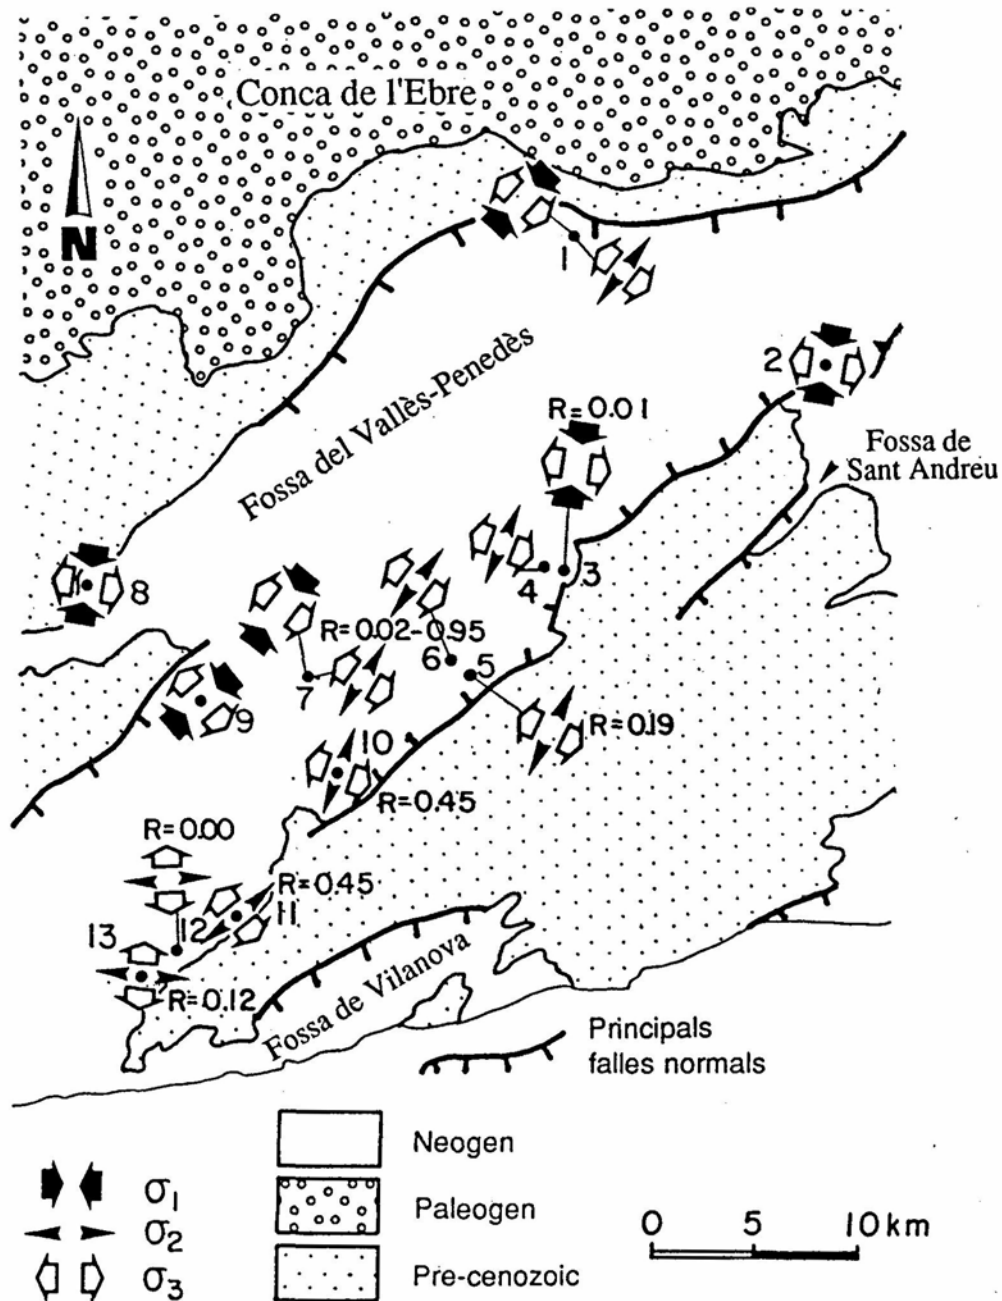 Conca de l'Ebre
N
1
Fossa del Vallès-Penedès
2
R=0.01
Fossa de
Sant Andreu
8
4
3
R=0.02-0.95
6
5
7
9
R=0.19
10
R=0.45
R=0.00
R=0.45
11
12
13
R=0.12
Fossa de Vilanova
Principals
falles normals
Neogen
σ1
Paleogen
σ2
0 5 10 km
Pre-cenozoic
σ3